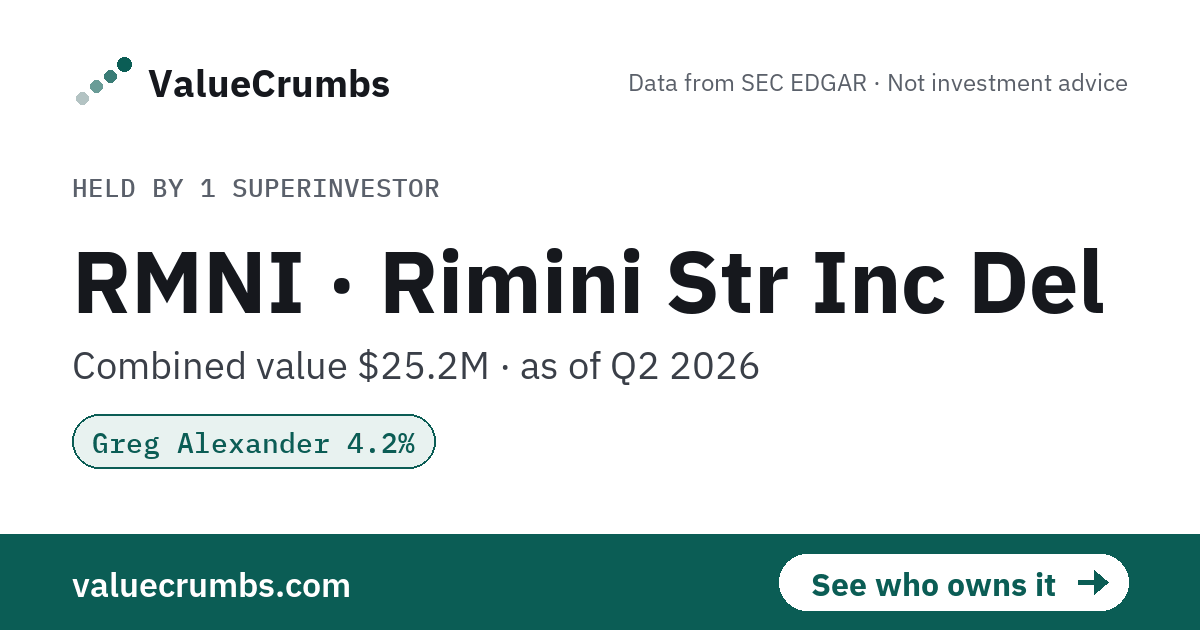 ValueCrumbs
Data from SEC EDGAR · Not investment advice
HELD BY 1 SUPERINVESTOR
RMNI · Rimini Str Inc Del
Combined value $25.2M · as of Q2 2026
Greg Alexander 4.2%
valuecrumbs.com
See who owns it →